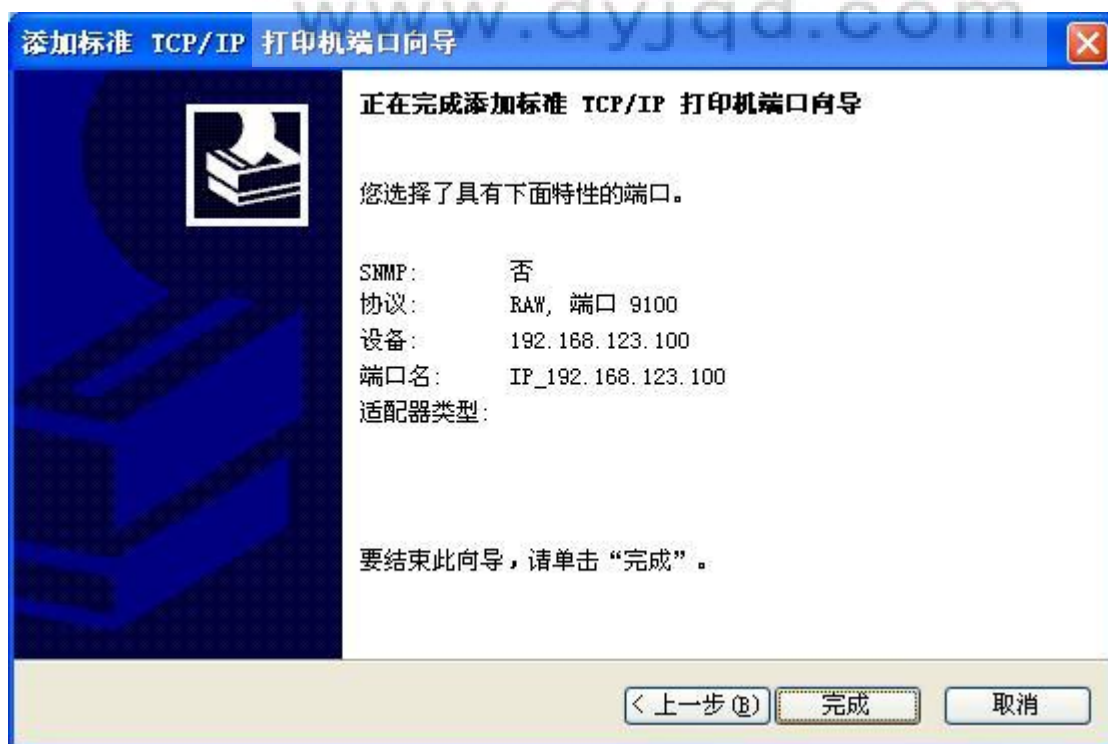 www.dyjqd.com
添加标准 TCP/IP 打印机端口向导
正在完成添加标准 TCP/IP 打印机端口向导
您选择了具有下面特性的端口。
SNMP: 否
协议: RAW, 端口 9100
设备: 192.168.123.100
端口名: IP_192.168.123.100
适配器类型:
要结束此向导，请单击“完成”。
< 上一步(B) 完成 取消